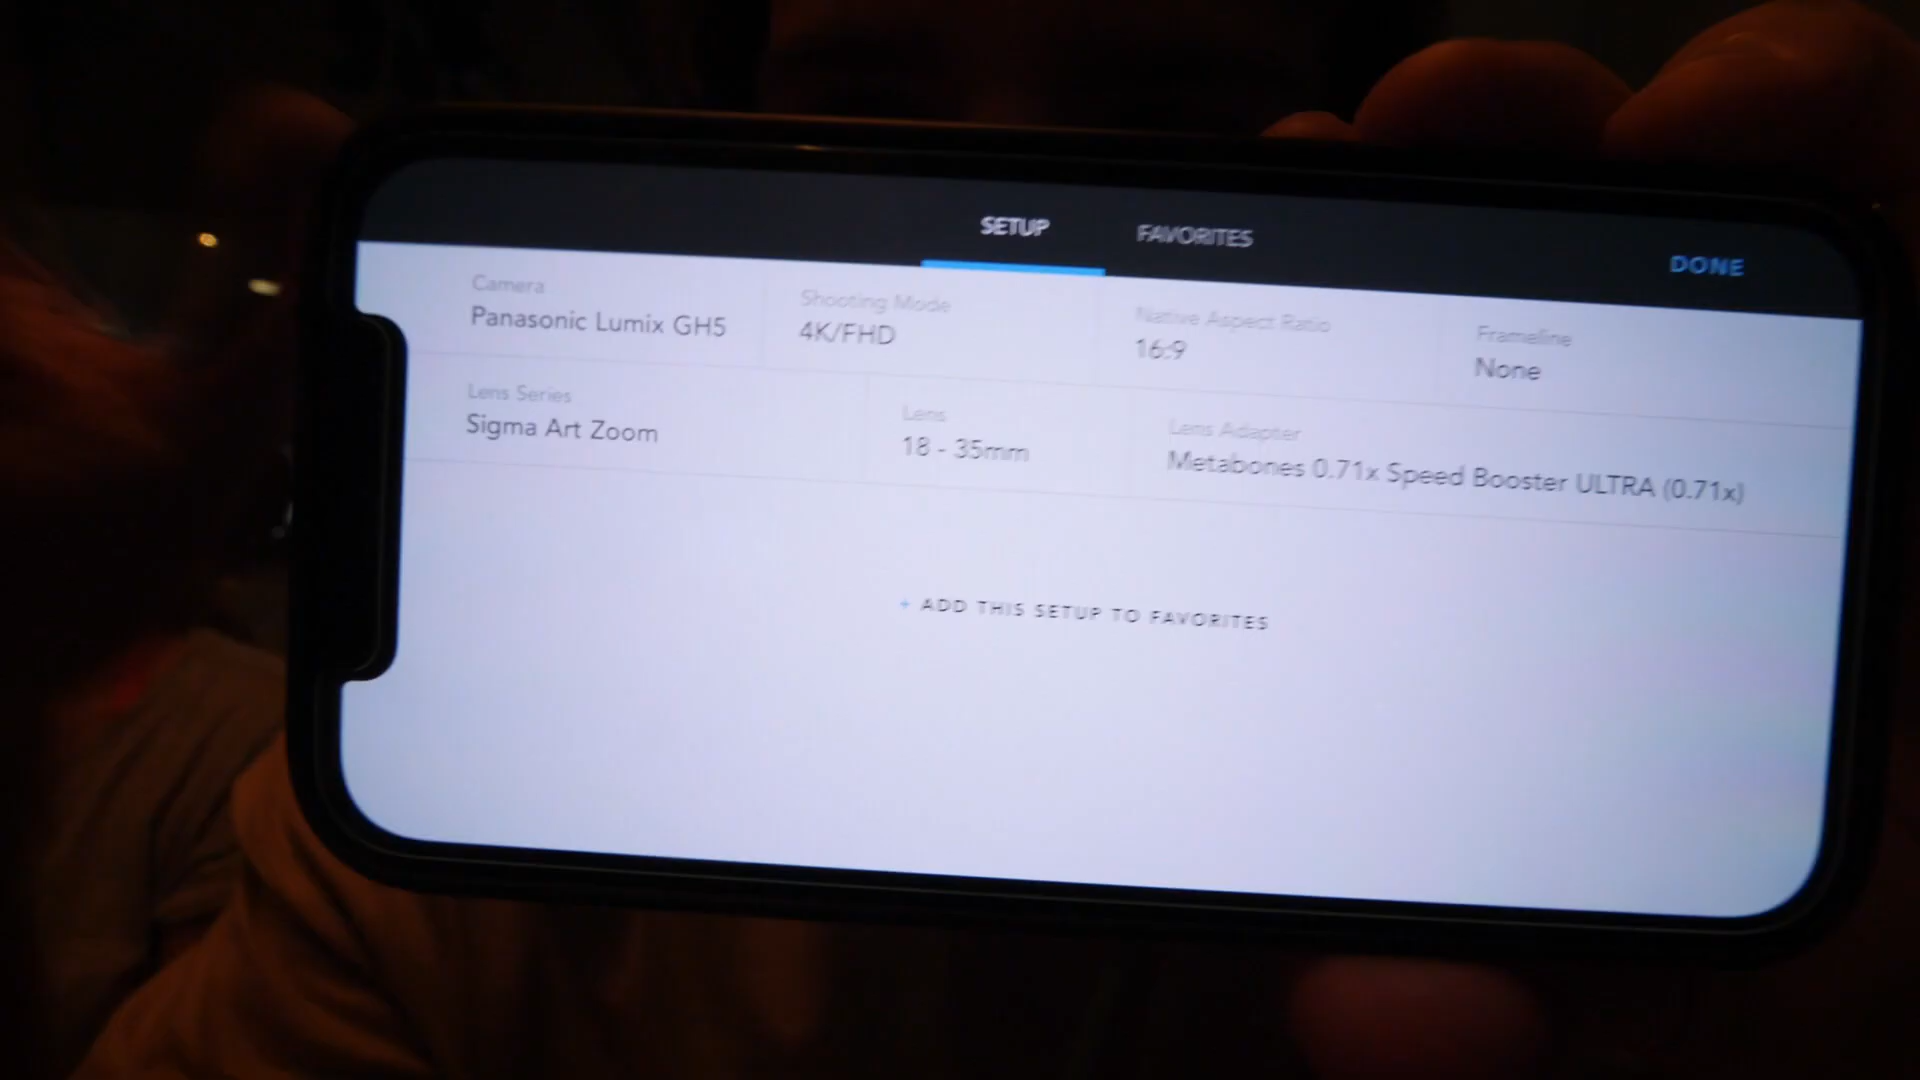 SETUP FAVORITES DONE
Camera Shooting Mode Native Aspect Ratio Frameline
Panasonic Lumix GH5 4K/FHD 16:9 None
Lens Series Lens Lens Adapter
Sigma Art Zoom 18 - 35mm Metabones 0.71x Speed Booster ULTRA (0.71x)
+ ADD THIS SETUP TO FAVORITES